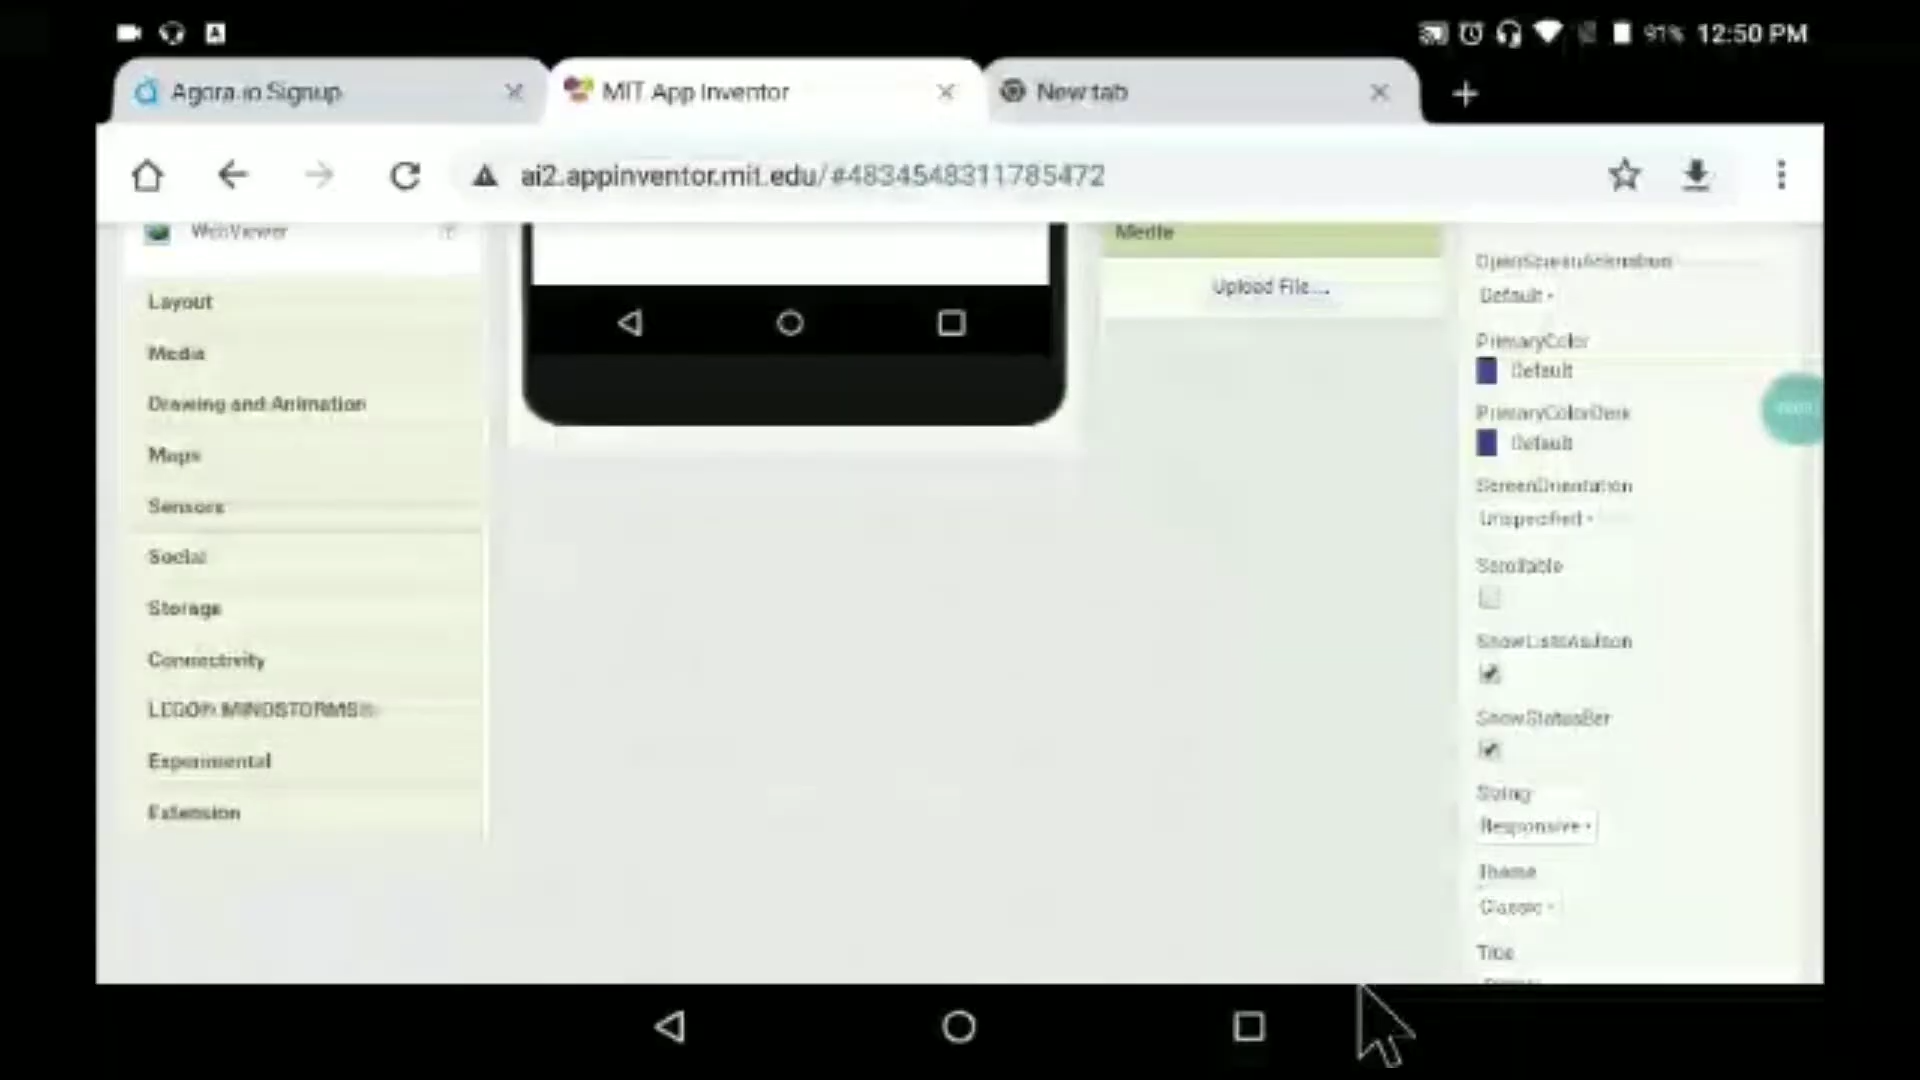 91% 12:50 PM
Agora.io Signup
MIT App Inventor
New tab
ai2.appinventor.mit.edu/#4834548311785472
WebViewer
Layout
Media
Drawing and Animation
Maps
Sensors
Social
Storage
Connectivity
LEGO® MINDSTORMS®
Experimental
Extension
Media
Upload File ...
OpenScreenAnimation
Default
PrimaryColor
Default
PrimaryColorDark
Default
ScreenOrientation
Unspecified
Scrollable
ShowListsAsJson
ShowStatusBar
Sizing
Responsive
Theme
Classic
Title